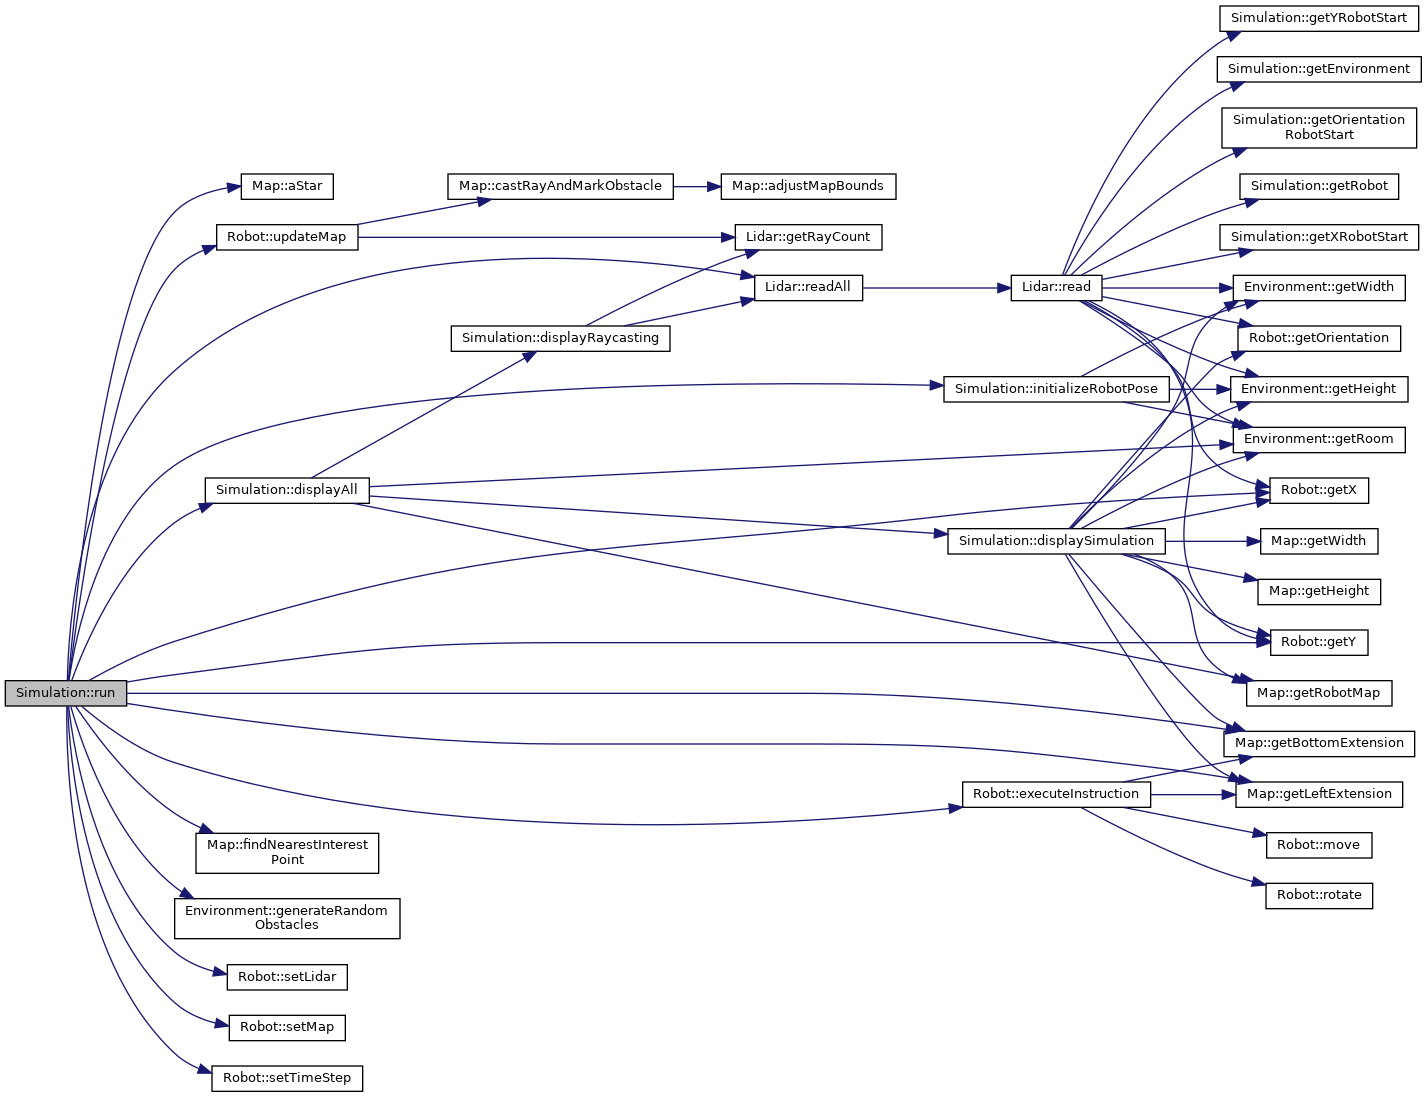 Simulation::getYRobotStart
Simulation::getEnvironment
Simulation::getOrientation
RobotStart
Map::aStar
Map::castRayAndMarkObstacle
Map::adjustMapBounds
Simulation::getRobot
Robot::updateMap
Lidar::getRayCount
Simulation::getXRobotStart
Lidar::readAll
Lidar::read
Environment::getWidth
Simulation::displayRaycasting
Robot::getOrientation
Simulation::initializeRobotPose
Environment::getHeight
Environment::getRoom
Simulation::displayAll
Robot::getX
Simulation::displaySimulation
Map::getWidth
Map::getHeight
Robot::getY
Simulation::run
Map::getRobotMap
Map::getBottomExtension
Robot::executeInstruction
Map::getLeftExtension
Map::findNearestInterest
Point
Robot::move
Robot::rotate
Environment::generateRandom
Obstacles
Robot::setLidar
Robot::setMap
Robot::setTimeStep